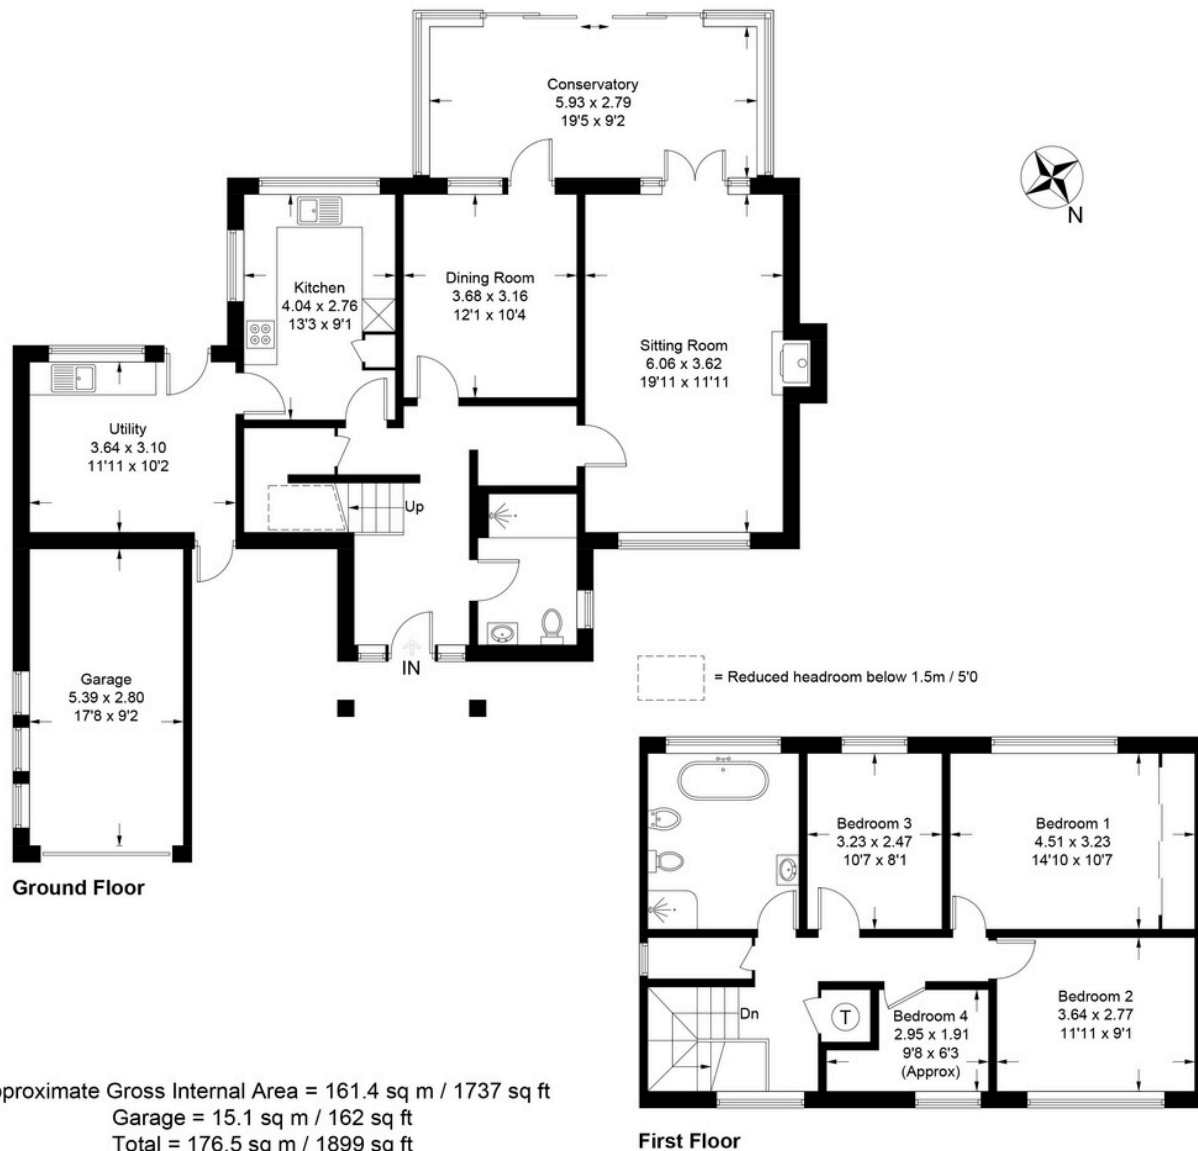 Conservatory
5.93 x 2.79
19'5 x 9'2
N
Kitchen
4.04 x 2.76
13'3 x 9'1
Dining Room
3.68 x 3.16
12'1 x 10'4
Sitting Room
6.06 x 3.62
19'11 x 11'11
Utility
3.64 x 3.10
11'11 x 10'2
Up
IN
Garage
5.39 x 2.80
17'8 x 9'2
Ground Floor
= Reduced headroom below 1.5m / 5'0
Bedroom 3
3.23 x 2.47
10'7 x 8'1
Bedroom 1
4.51 x 3.23
14'10 x 10'7
Dn
T
Bedroom 4
2.95 x 1.91
9'8 x 6'3
(Approx)
Bedroom 2
3.64 x 2.77
11'11 x 9'1
First Floor
pproximate Gross Internal Area = 161.4 sq m / 1737 sq ft
Garage = 15.1 sq m / 162 sq ft
Total = 176.5 sq m / 1899 sq ft